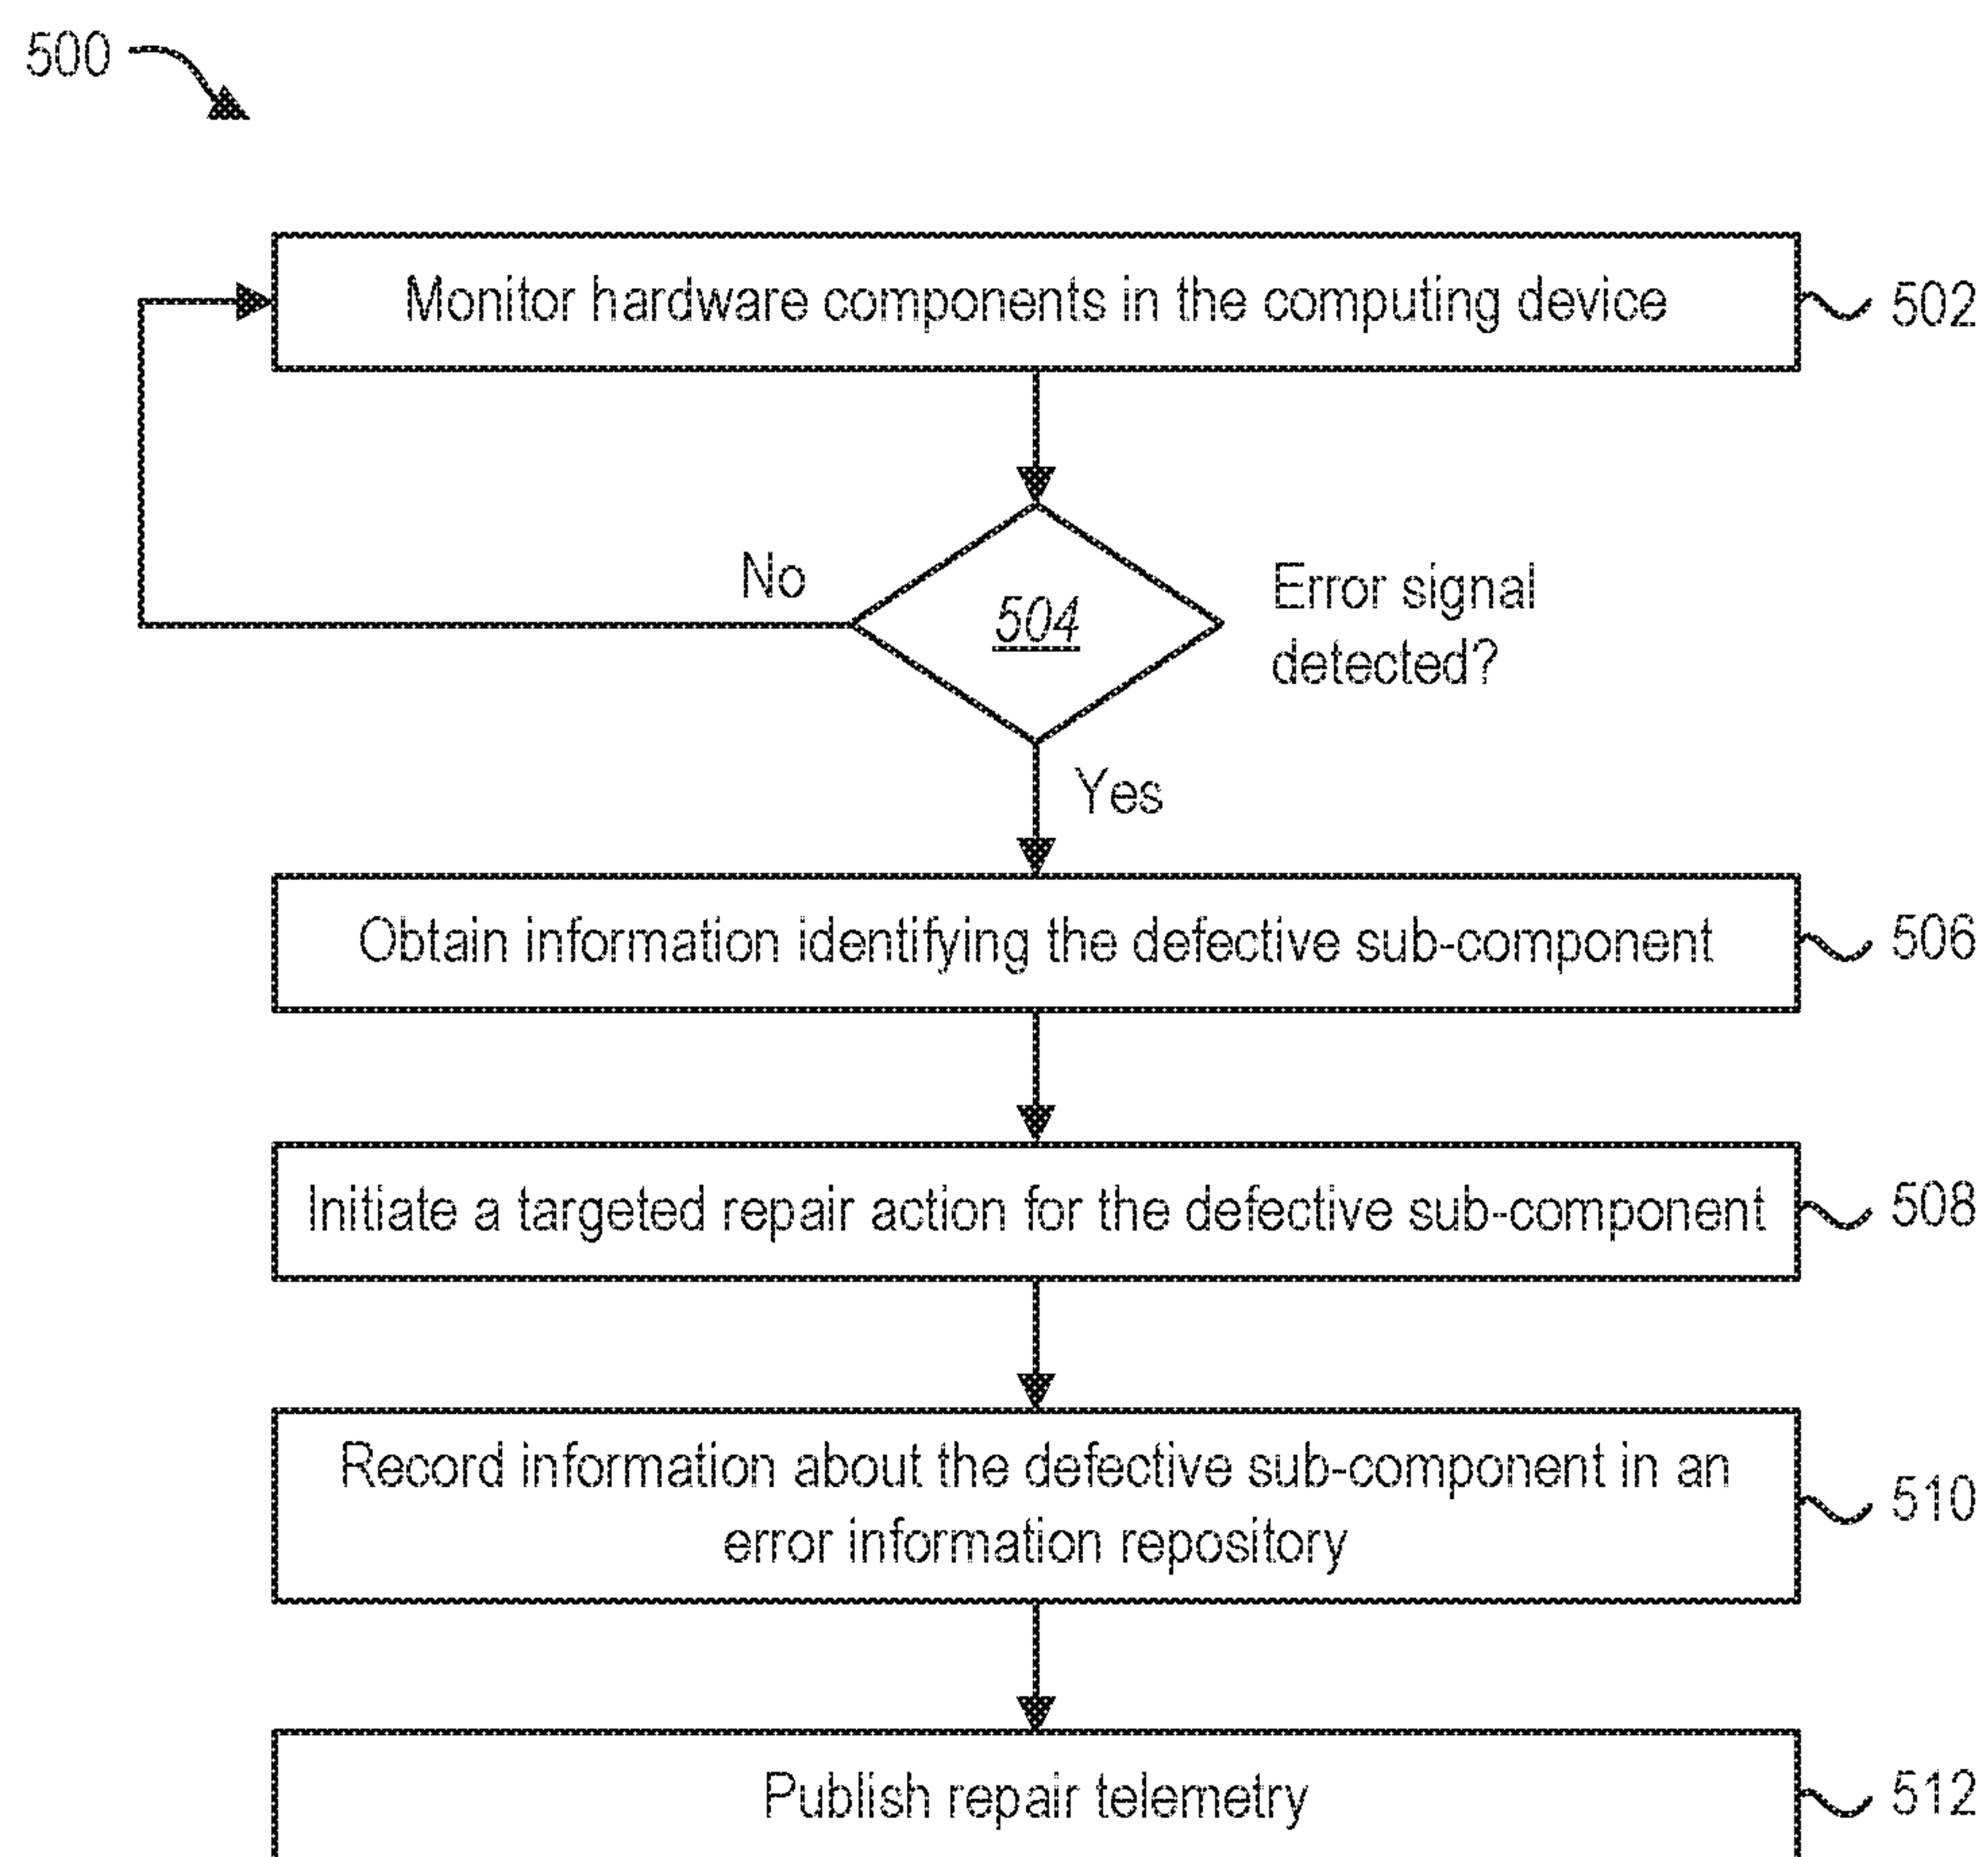 500
Monitor hardware components in the computing device
502
No
504
Error signal
detected?
Yes
Obtain information identifying the defective sub-component
506
Initiate a targeted repair action for the defective sub-component
508
Record information about the defective sub-component in an
error information repository
510
Publish repair telemetry
512